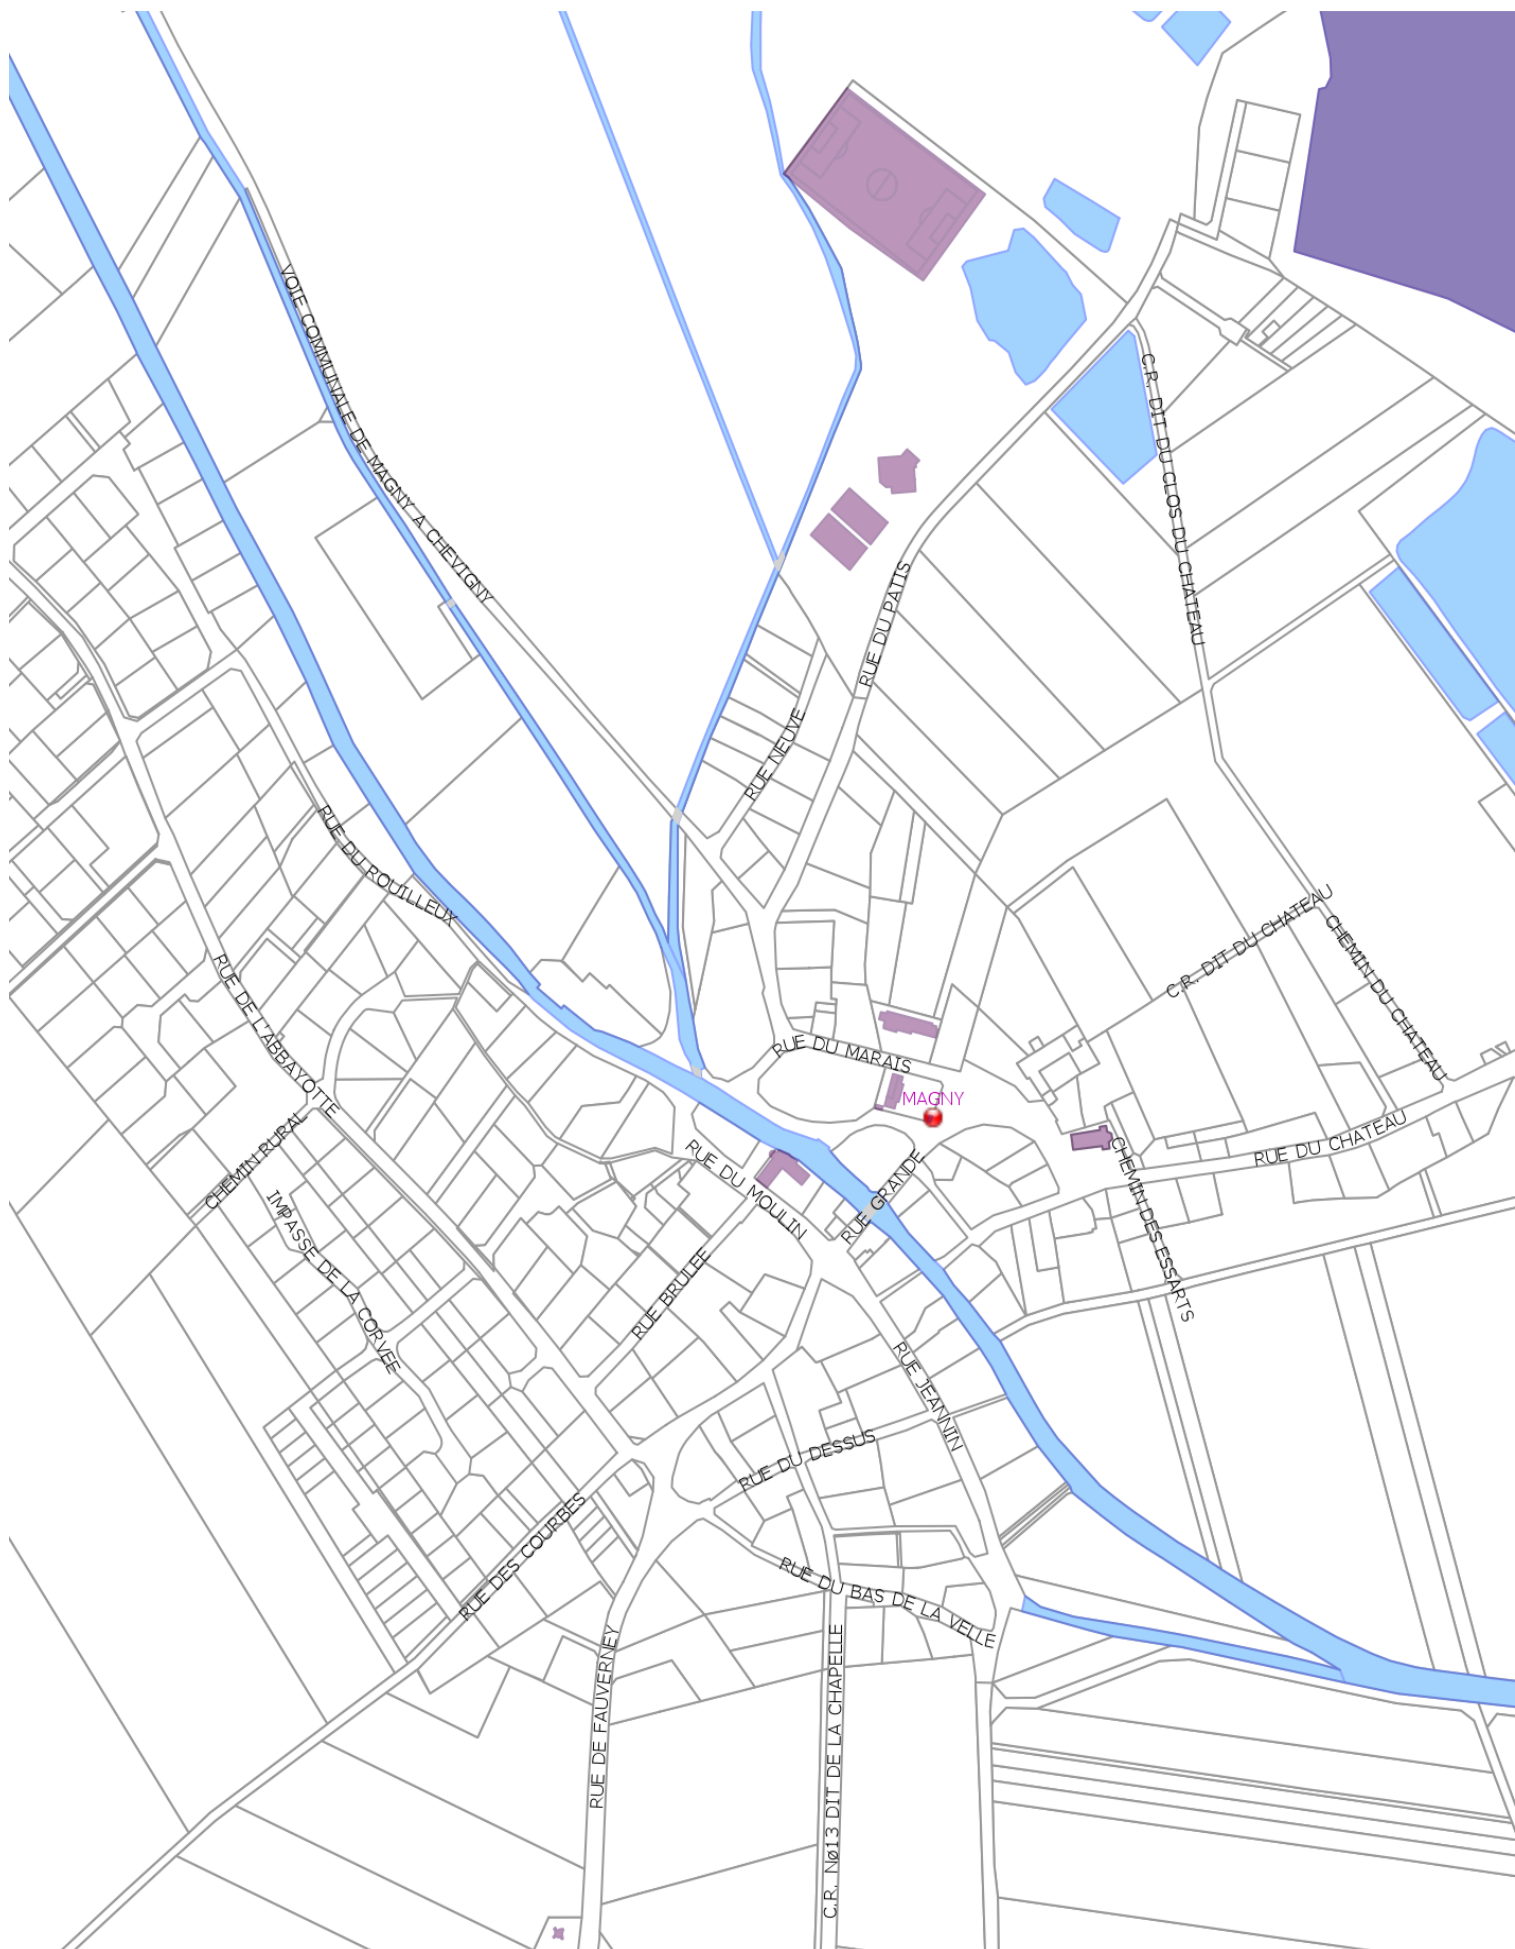 VOIE COMMUNALE DE MAGNY A CHEVIGNY
C.R. DIT DU CLOS DU CHATEAU
RUE DU PATIS
RUE NEUVE
RUE DU ROUILLEUX
C.R. DIT DU CHATEAU
CHEMIN DU CHATEAU
RUE DE L'ABBAYOTTE
RUE DU MARAIS
MAGNY
CHEMIN RURAL
RUE DU MOULIN
RUE GRANDE
RUE DU CHATEAU
CHEMIN DES ESSARTS
IMPASSE DE LA CORVEE
RUE BRULEE
RUE JEANNIN
RUE DU DESSUS
RUE DES COURBES
RUE DU BAS DE LA VELLE
RUE DE FAUVERNEY
C.R. Nø13 DIT DE LA CHAPELLE